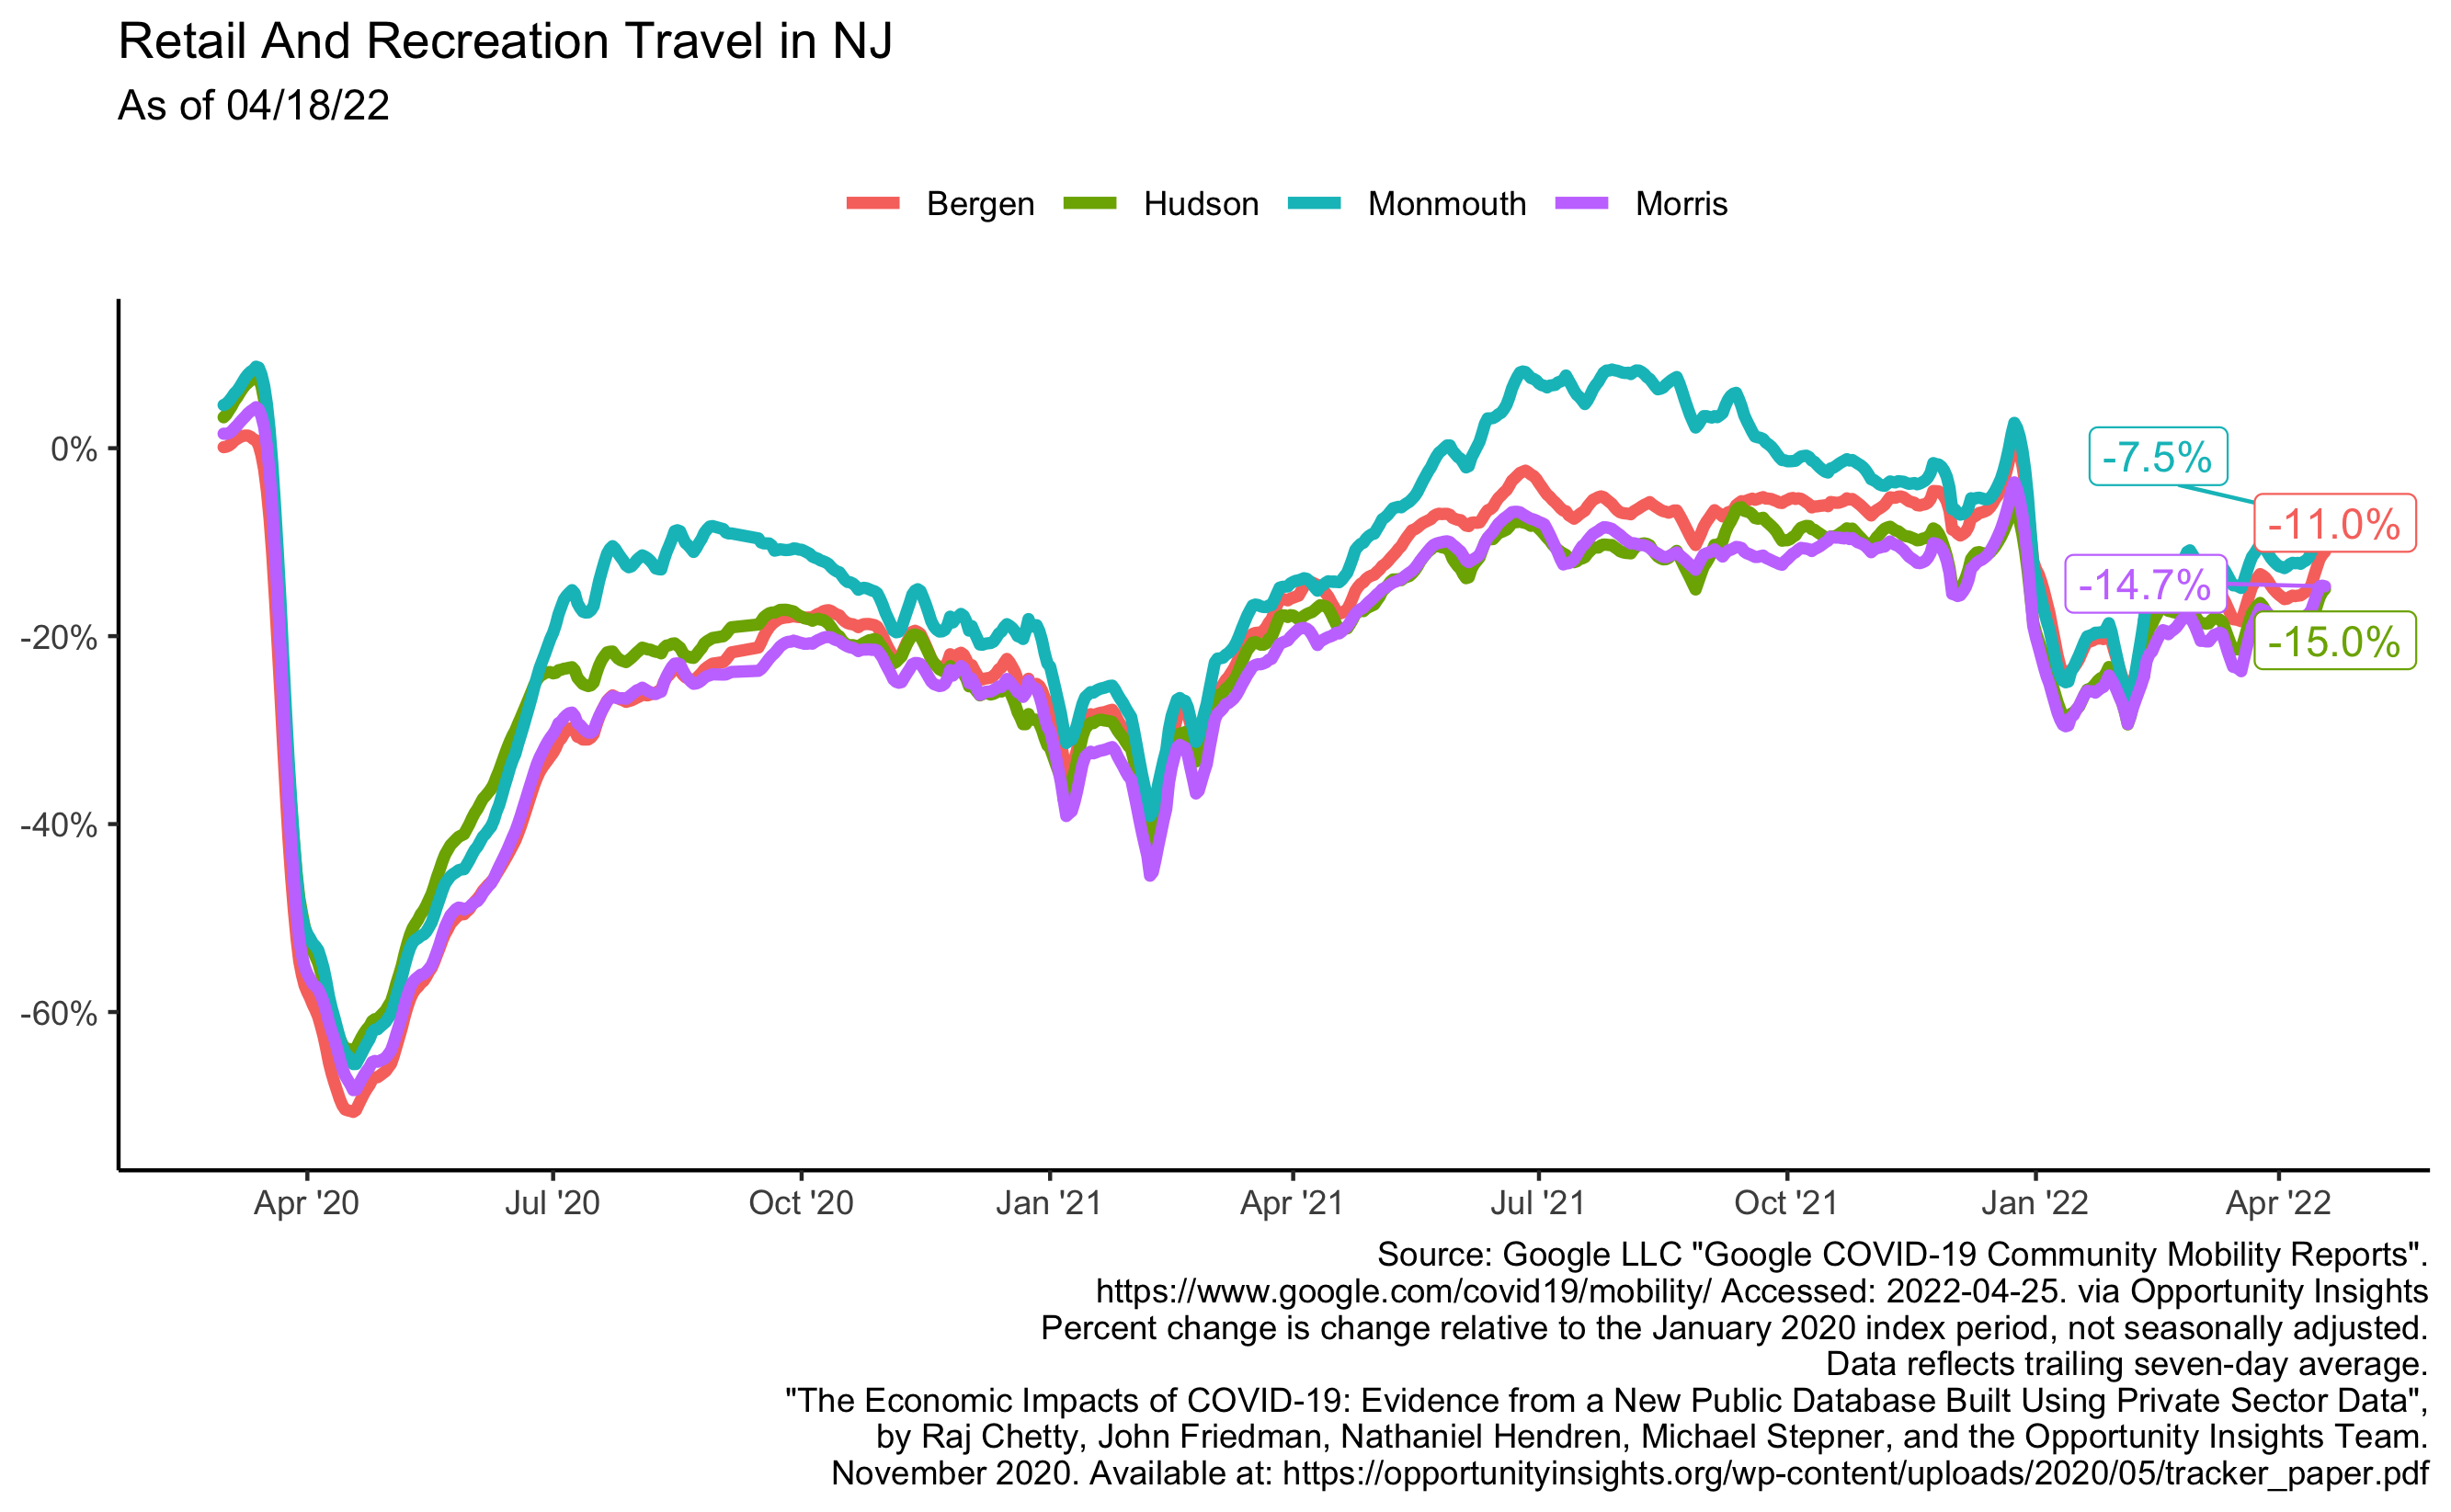 Retail And Recreation Travel in NJ
As of 04/18/22
Bergen Hudson Monmouth Morris
0%
-20%
-40%
-60%
-7.5%
-11.0%
-14.7%
-15.0%
Apr '20 Jul '20 Oct '20 Jan '21 Apr '21 Jul '21 Oct '21 Jan '22 Apr '22
Source: Google LLC "Google COVID-19 Community Mobility Reports".
https://www.google.com/covid19/mobility/ Accessed: 2022-04-25. via Opportunity Insights
Percent change is change relative to the January 2020 index period, not seasonally adjusted.
Data reflects trailing seven-day average.
"The Economic Impacts of COVID-19: Evidence from a New Public Database Built Using Private Sector Data",
by Raj Chetty, John Friedman, Nathaniel Hendren, Michael Stepner, and the Opportunity Insights Team.
November 2020. Available at: https://opportunityinsights.org/wp-content/uploads/2020/05/tracker_paper.pdf